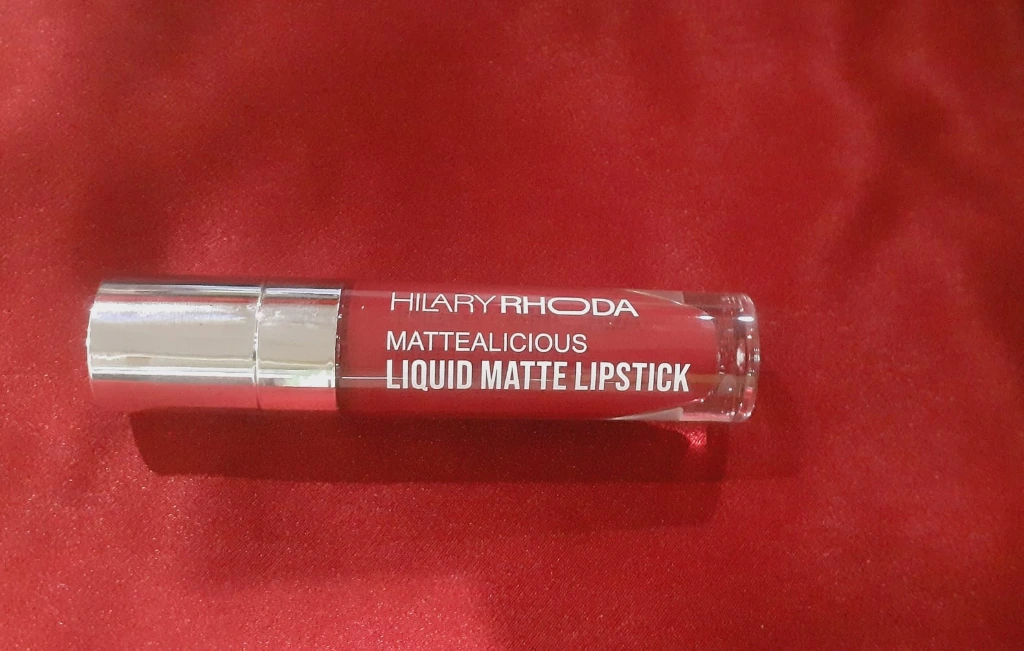 HILARY RHODA
MATTEALICIOUS
LIQUID MATTE LIPSTICK